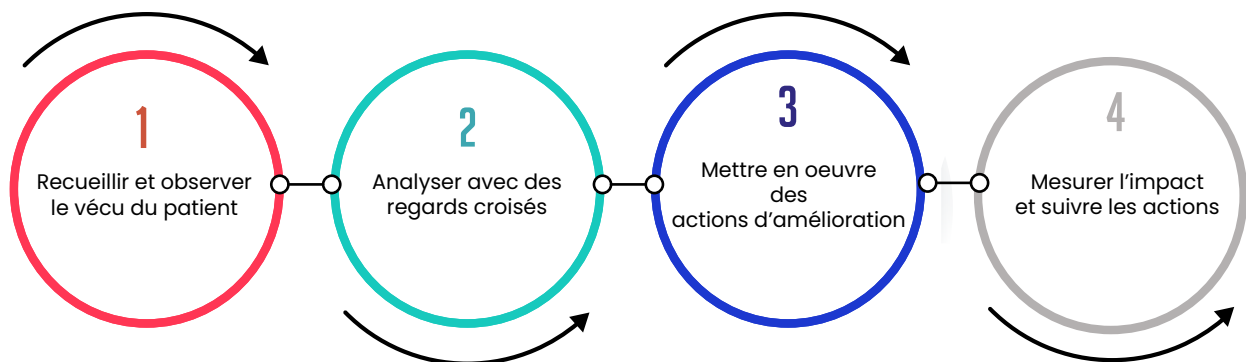 1
Recueillir et observer
le vécu du patient
2
Analyser avec des
regards croisés
3
Mettre en oeuvre
des
actions d’amélioration
4
Mesurer l’impact
et suivre les actions